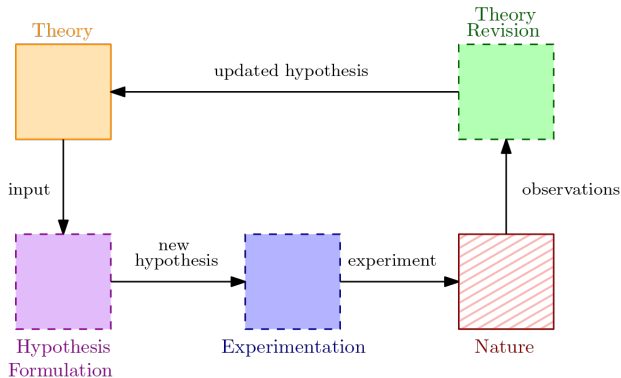 Theory
Theory
Revision
updated hypothesis
input
observations
new
hypothesis
experiment
Hypothesis
Formulation
Experimentation
Nature